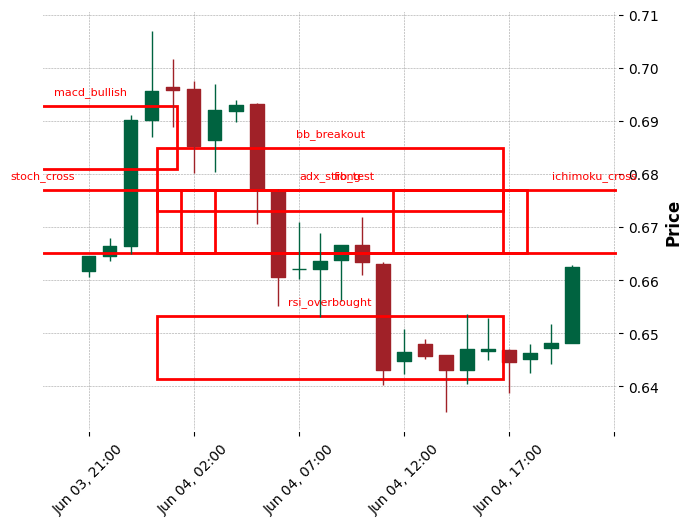 0.71
0.70
macd_bullish
0.69
bb_breakout
0.68
stoch_cross
adx_strong
ichimoku_cross
0.67
Price
0.66
rsi_overbought
0.65
0.64
Jun 03, 21:00
Jun 04, 02:00
Jun 04, 07:00
Jun 04, 12:00
Jun 04, 17:00